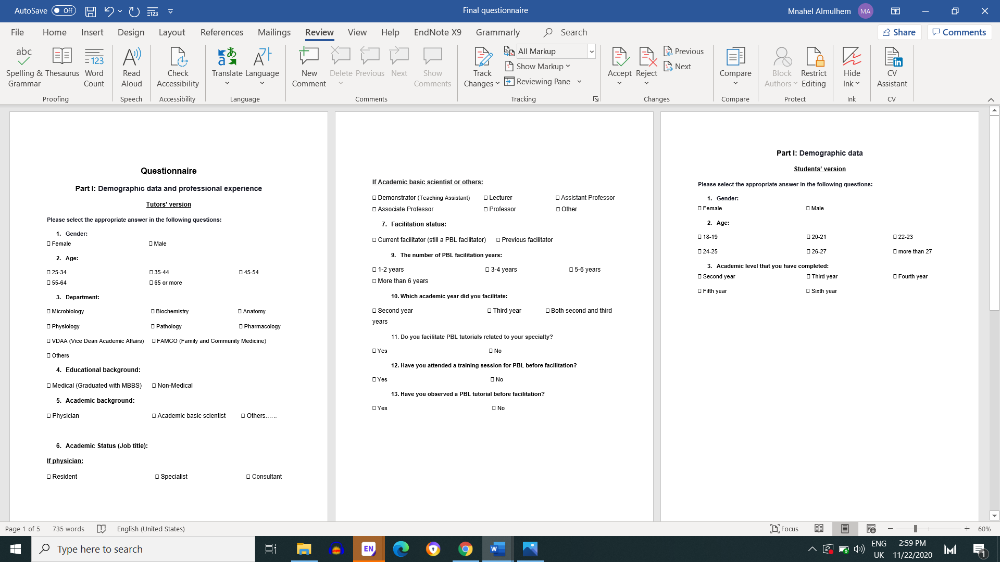 AutoSave Off Final questionnaire Mnahel Almulhem MA
File Home Insert Design Layout References Mailings Review View Help EndNote X9 Grammarly Search Share Comments
Spelling & Grammar
Thesaurus
Word Count
Proofing
Read Aloud
Speech
Check Accessibility
Accessibility
Translate
Language
Language
New Comment
Delete
Previous
Next
Show Comments
Comments
Track Changes
All Markup
Show Markup
Reviewing Pane
Tracking
Accept
Reject
Previous
Next
Changes
Compare
Compare
Block Authors
Restrict Editing
Protect
Hide Ink
Ink
CV Assistant
CV
Questionnaire
Part I: Demographic data and professional experience
Tutors’ version
Please select the appropriate answer in the following questions:
1. Gender:
☐ Female ☐ Male
2. Age:
☐ 25-34 ☐ 35-44 ☐ 45-54
☐ 55-64 ☐ 65 or more
3. Department:
☐ Microbiology ☐ Biochemistry ☐ Anatomy
☐ Physiology ☐ Pathology ☐ Pharmacology
☐ VDAA (Vice Dean Academic Affairs) ☐ FAMCO (Family and Community Medicine)
☐ Others
4. Educational background:
☐ Medical (Graduated with MBBS) ☐ Non-Medical
5. Academic background:
☐ Physician ☐ Academic basic scientist ☐ Others......
6. Academic Status (Job title):
If physician:
☐ Resident ☐ Specialist ☐ Consultant
If Academic basic scientist or others:
☐ Demonstrator (Teaching Assistant) ☐ Lecturer ☐ Assistant Professor
☐ Associate Professor ☐ Professor ☐ Other
7. Facilitation status:
☐ Current facilitator (still a PBL facilitator) ☐ Previous facilitator
9. The number of PBL facilitation years:
☐ 1-2 years ☐ 3-4 years ☐ 5-6 years
☐ More than 6 years
10. Which academic year did you facilitate:
☐ Second year ☐ Third year ☐ Both second and third
years
11. Do you facilitate PBL tutorials related to your specialty?
☐ Yes ☐ No
12. Have you attended a training session for PBL before facilitation?
☐ Yes ☐ No
13. Have you observed a PBL tutorial before facilitation?
☐ Yes ☐ No
Part I: Demographic data
Students’ version
Please select the appropriate answer in the following questions:
1. Gender:
☐ Female ☐ Male
2. Age:
☐ 18-19 ☐ 20-21 ☐ 22-23
☐ 24-25 ☐ 26-27 ☐ more than 27
3. Academic level that you have completed:
☐ Second year ☐ Third year ☐ Fourth year
☐ Fifth year ☐ Sixth year
Page 1 of 5 735 words English (United States) Focus 60%
Type here to search EN ENG UK 2:59 PM 11/22/2020 1